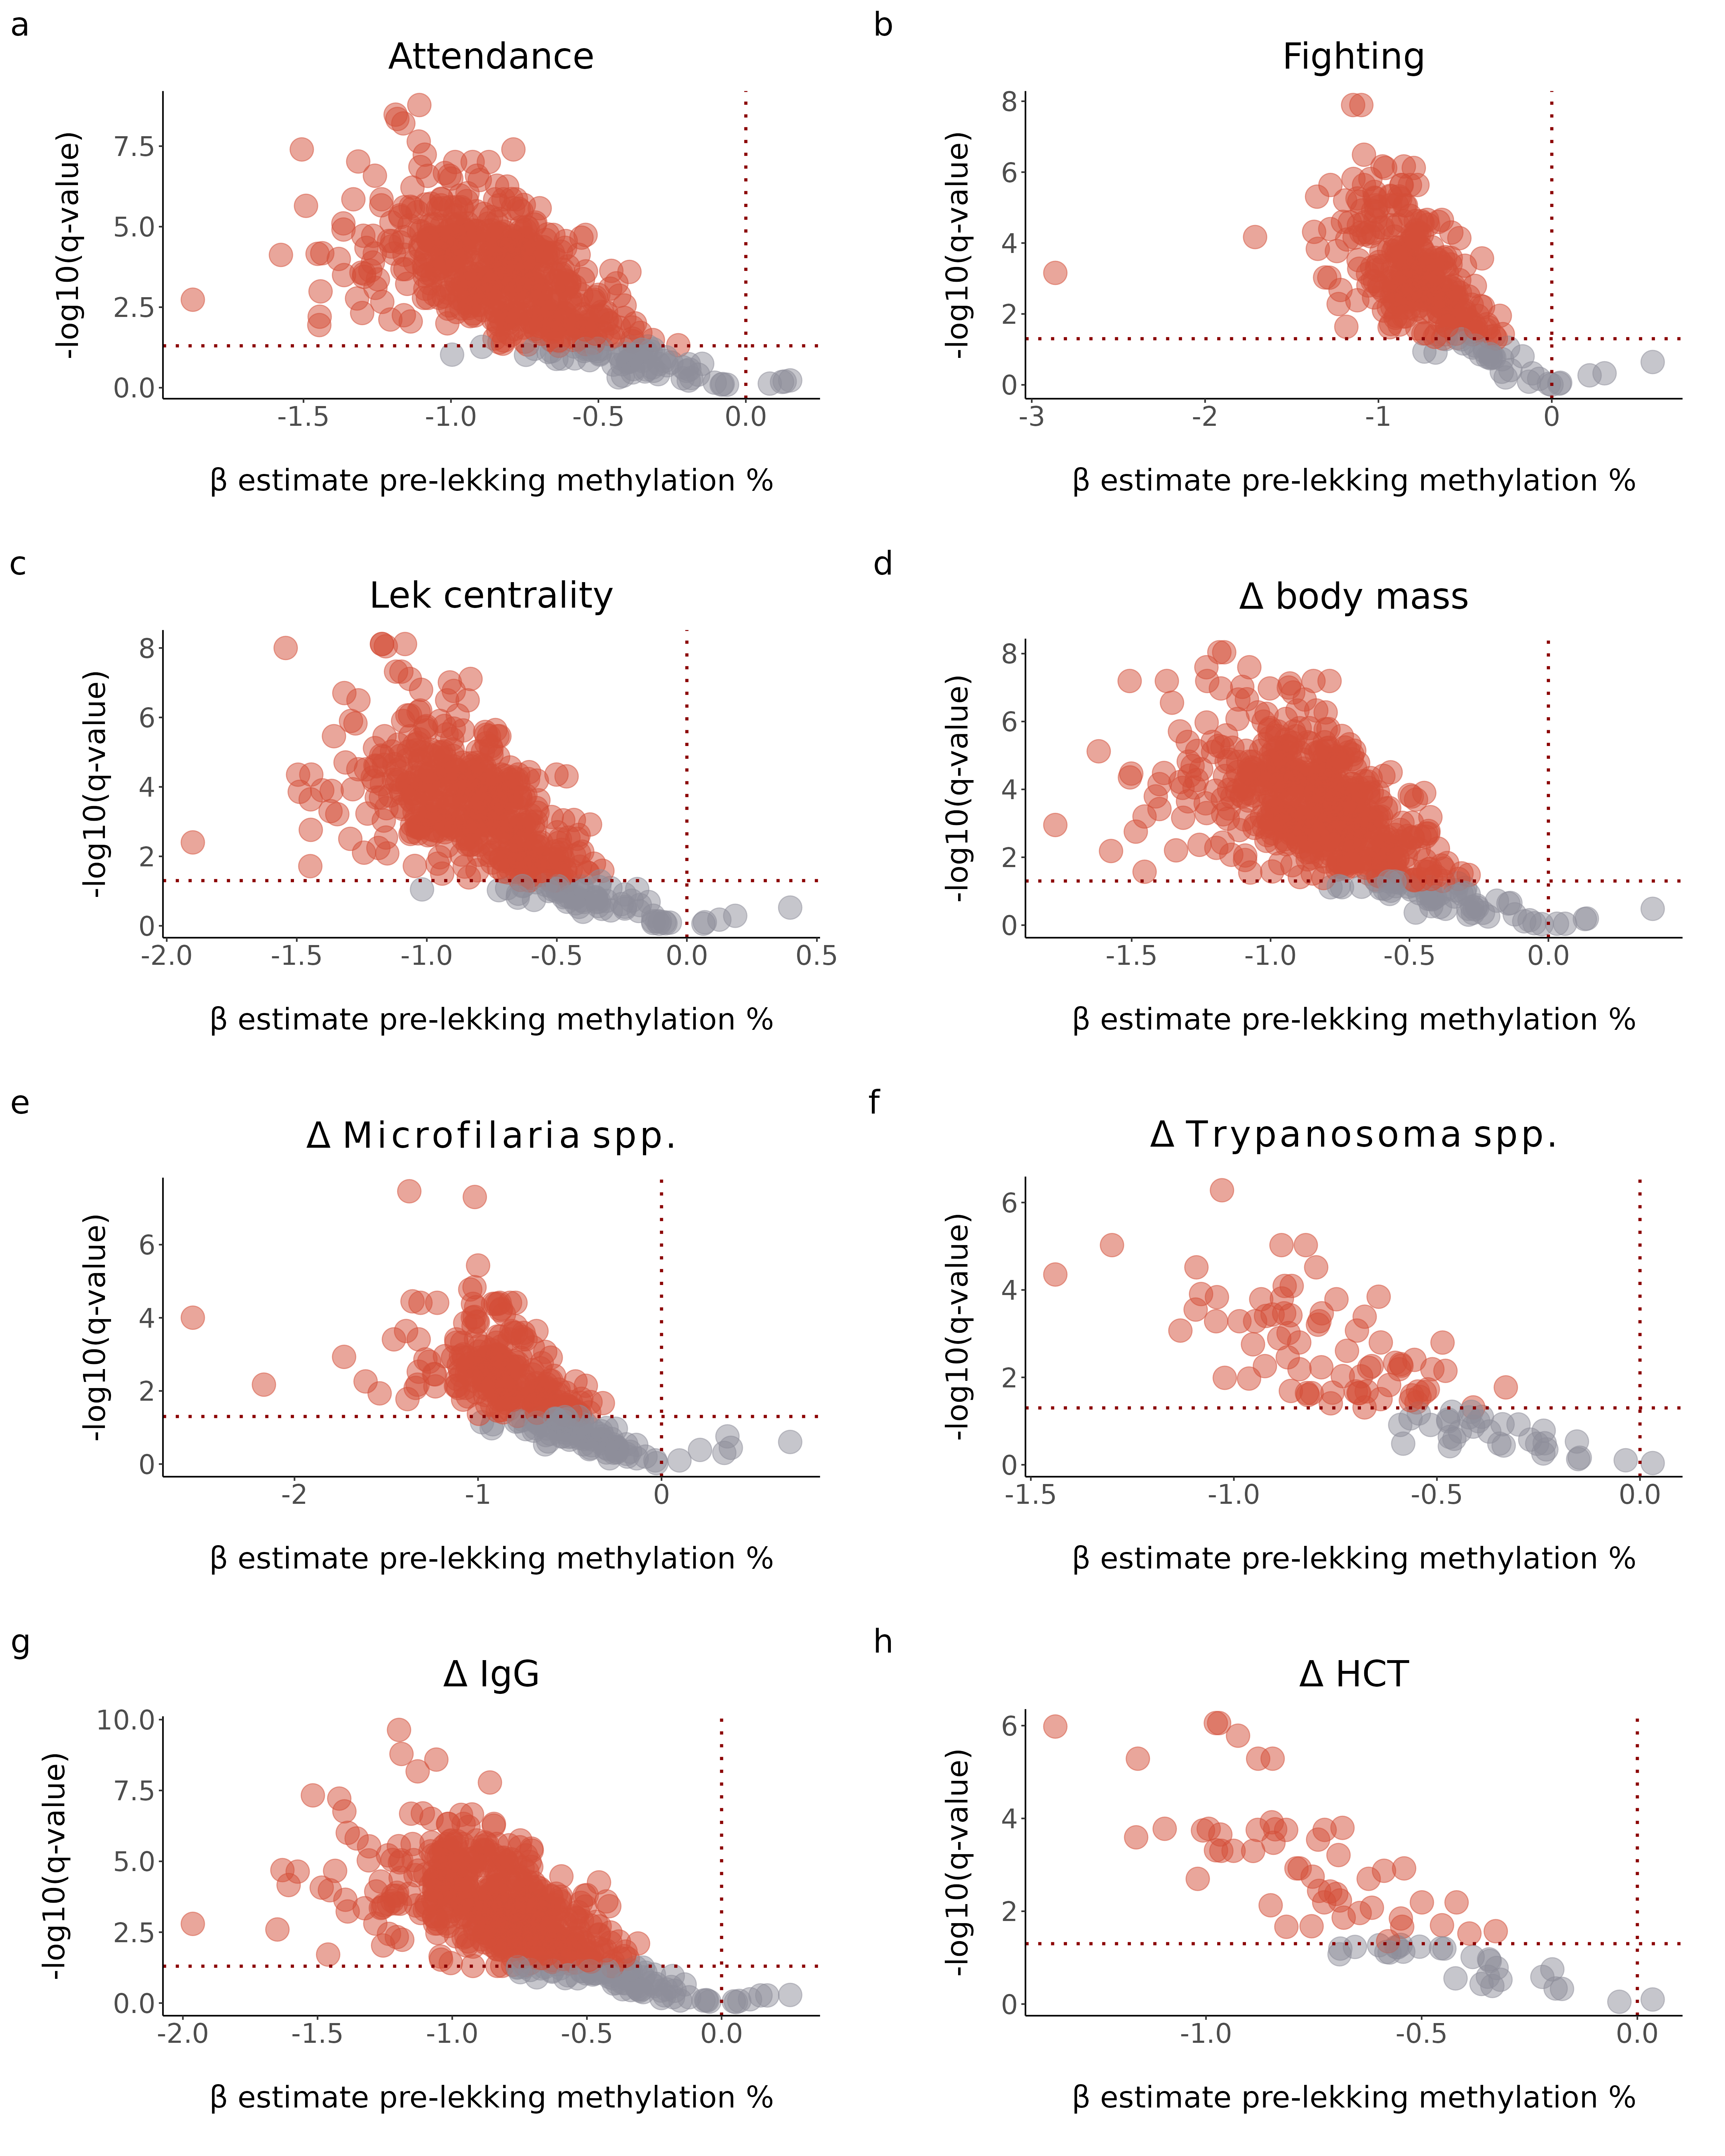 a
Attendance
-log10(q-value)
7.5
5.0
2.5
0.0
-1.5 -1.0 -0.5 0.0
β estimate pre-lekking methylation %
b
Fighting
-log10(q-value)
8
6
4
2
0
-3 -2 -1 0
β estimate pre-lekking methylation %
c
Lek centrality
-log10(q-value)
8
6
4
2
0
-2.0 -1.5 -1.0 -0.5 0.0 0.5
β estimate pre-lekking methylation %
d
Δ body mass
-log10(q-value)
8
6
4
2
0
-1.5 -1.0 -0.5 0.0
β estimate pre-lekking methylation %
e
Δ Microfilaria spp.
-log10(q-value)
6
4
2
0
-2 -1 0
β estimate pre-lekking methylation %
f
Δ Trypanosoma spp.
-log10(q-value)
6
4
2
0
-1.5 -1.0 -0.5 0.0
β estimate pre-lekking methylation %
g
Δ IgG
-log10(q-value)
10.0
7.5
5.0
2.5
0.0
-2.0 -1.5 -1.0 -0.5 0.0
β estimate pre-lekking methylation %
h
Δ HCT
-log10(q-value)
6
4
2
0
-1.0 -0.5 0.0
β estimate pre-lekking methylation %